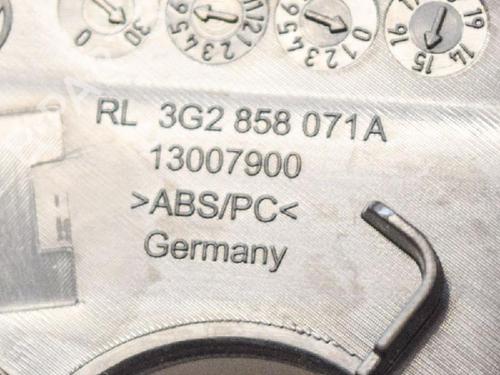 RL 3G2 858 071A
13007900
>ABS/PC<
Germany